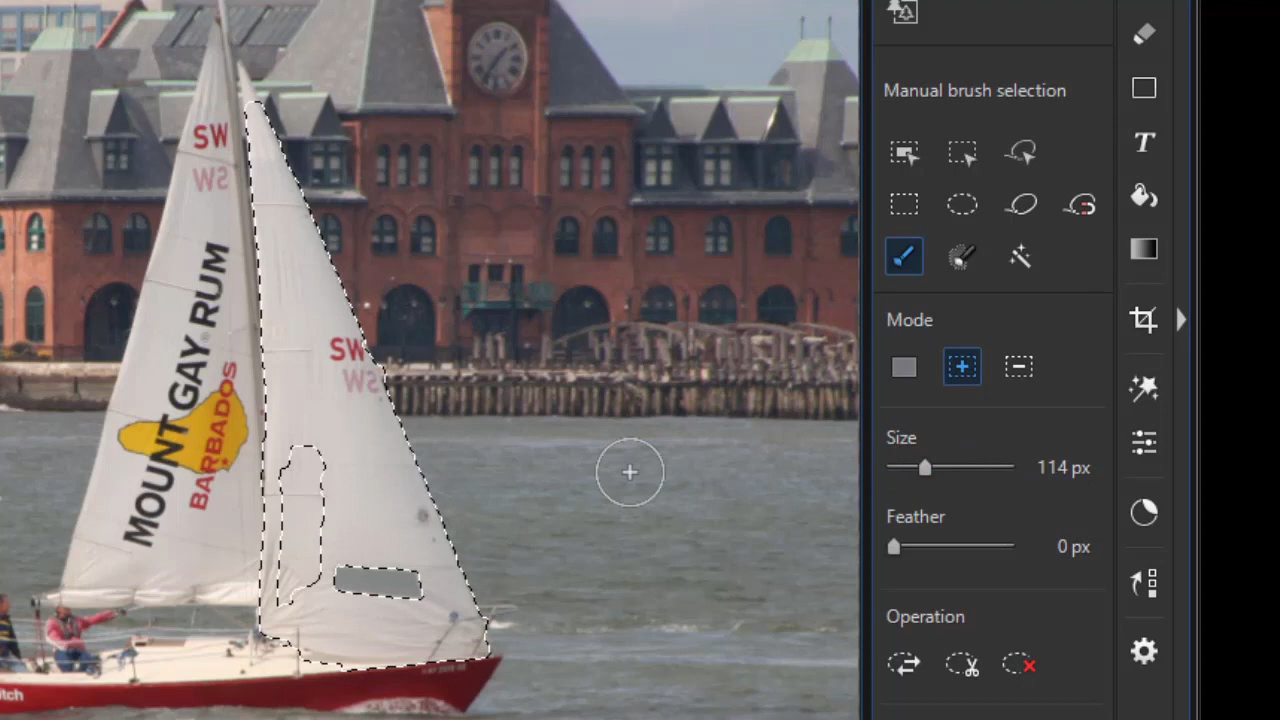 Manual brush selection
SW
SW
MOUNT GAY RUM
BARBADOS
SW
SW
Mode
Size
114 px
Feather
0 px
Operation
itch
T